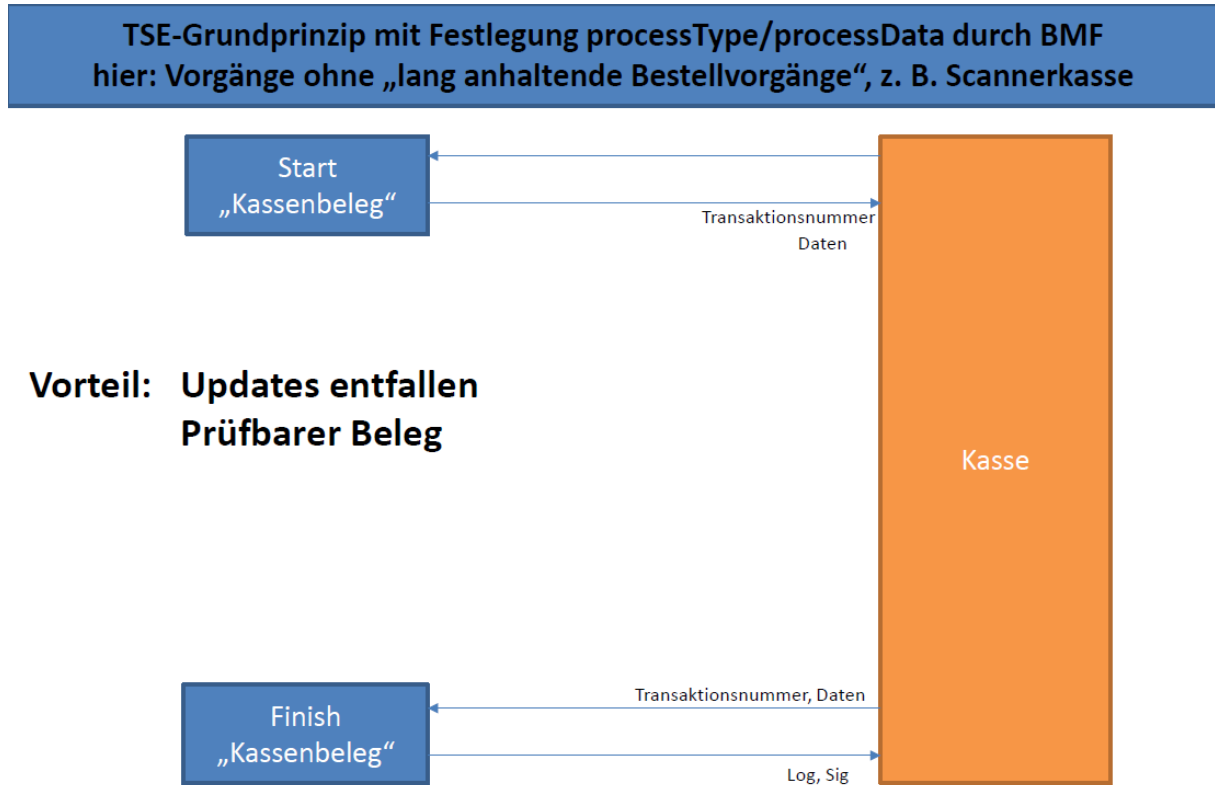 TSE-Grundprinzip mit Festlegung processType/processData durch BMF
hier: Vorgänge ohne „lang anhaltende Bestellvorgänge“, z. B. Scannerkasse
Start
„Kassenbeleg“
Transaktionsnummer
Daten
Vorteil: Updates entfallen
Prüfbarer Beleg
Kasse
Transaktionsnummer, Daten
Finish
„Kassenbeleg“
Log, Sig